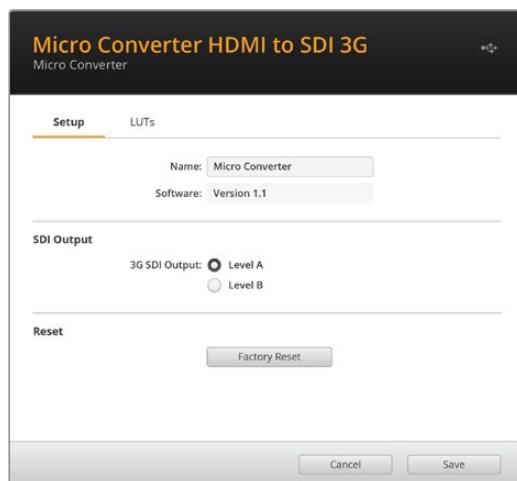 Micro Converter HDMI to SDI 3G
Micro Converter
Setup LUTs
Name: Micro Converter
Software: Version 1.1
SDI Output
3G SDI Output: Level A
Level B
Reset
Factory Reset
Cancel Save